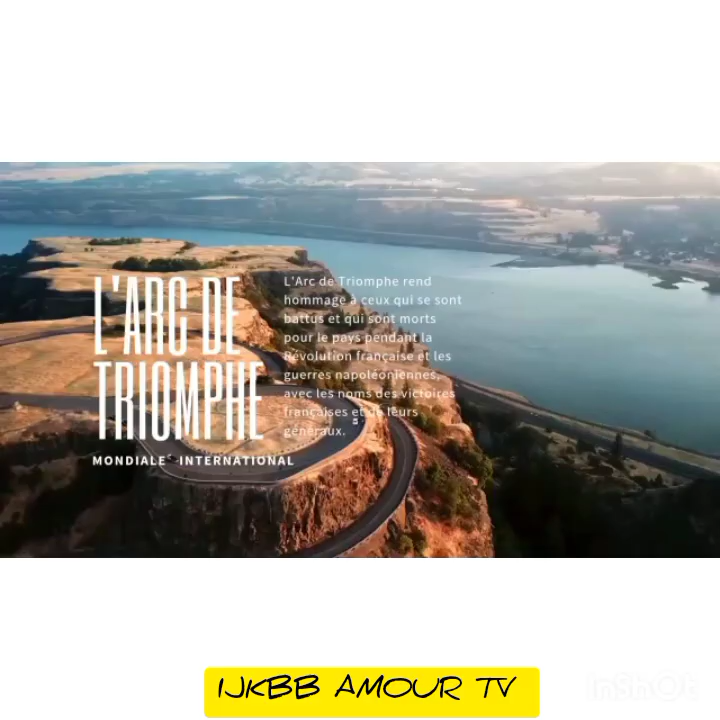 L'ARC DE
TRIOMPHE
MONDIALE INTERNATIONAL
L'Arc de Triomphe rend
hommage à ceux qui se sont
battus et qui sont morts
pour le pays pendant la
Révolution française et les
guerres napoléoniennes,
avec les noms des victoires
françaises et de leurs
généraux.
IJKBB AMOUR TV
InShOt